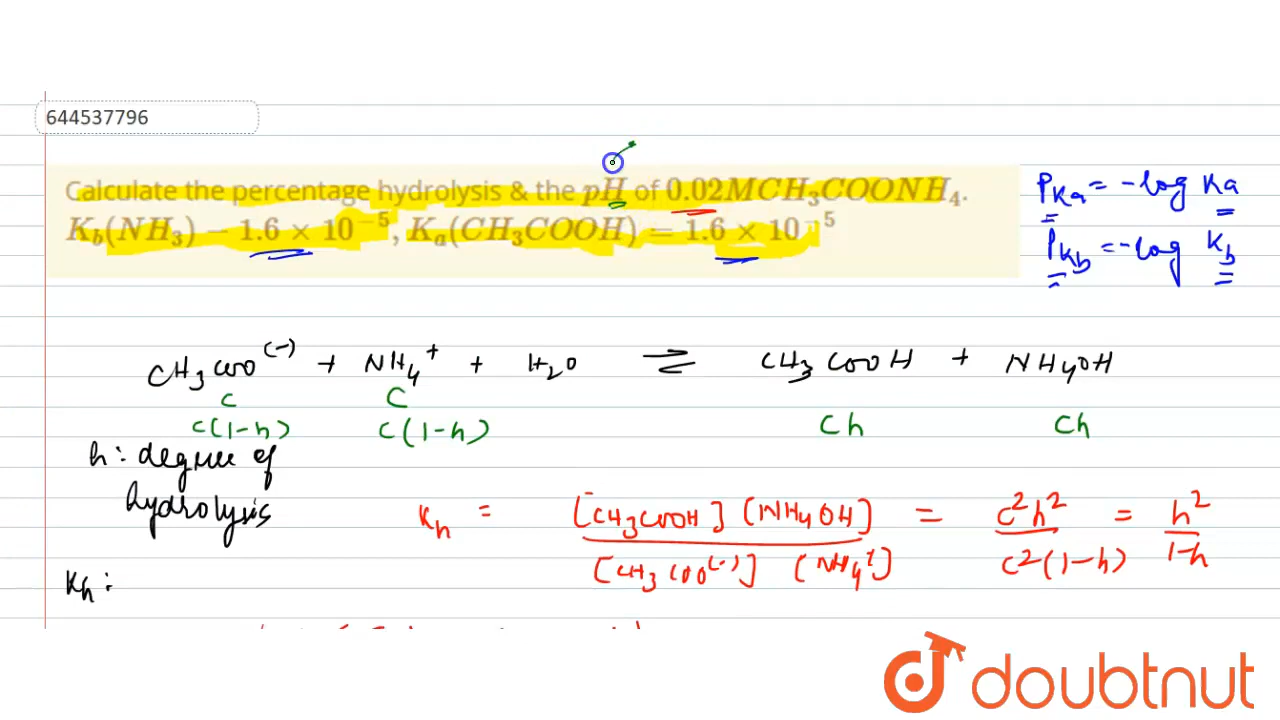 644537796
Calculate the percentage hydrolysis & the pH of 0.02MCH₃COONH₄.
K_b(NH₃) − 1.6 × 10⁻⁵, K_a(CH₃COOH) = 1.6 × 10⁻⁵
PKa = -log Ka
PKb = -log Kb
CH₃COO⁽⁻⁾ + NH₄⁺ + H₂O ⇌ CH₃COOH + NH₄OH
C C
C(1-h) C(1-h) Ch Ch
h : degree of
hydrolysis
Kh = [CH₃COOH] [NH₄OH] / [CH₃COO⁽⁻⁾] [NH₄⁺] = C²h² / C²(1-h) = h² / 1-h
Kh :
doubtnut